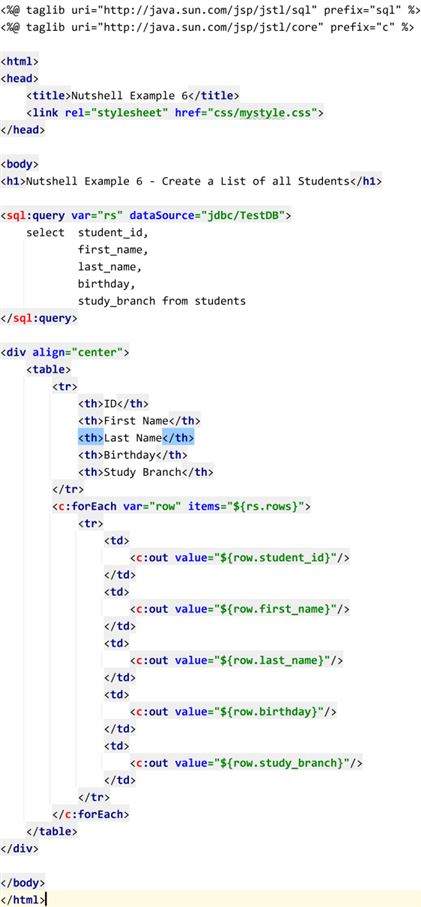 <%@ taglib uri="http://java.sun.com/jsp/jstl/sql" prefix="sql" %>
<%@ taglib uri="http://java.sun.com/jsp/jstl/core" prefix="c" %>
<html>
<head>
    <title>Nutshell Example 6</title>
    <link rel="stylesheet" href="css/mystyle.css">
</head>
<body>
<h1>Nutshell Example 6 - Create a List of all Students</h1>
<sql:query var="rs" dataSource="jdbc/TestDB">
    select  student_id,
            first_name,
            last_name,
            birthday,
            study_branch from students
</sql:query>
<div align="center">
    <table>
        <tr>
            <th>ID</th>
            <th>First Name</th>
            <th>Last Name</th>
            <th>Birthday</th>
            <th>Study Branch</th>
        </tr>
        <c:forEach var="row" items="${rs.rows}">
            <tr>
                <td>
                    <c:out value="${row.student_id}"/>
                </td>
                <td>
                    <c:out value="${row.first_name}"/>
                </td>
                <td>
                    <c:out value="${row.last_name}"/>
                </td>
                <td>
                    <c:out value="${row.birthday}"/>
                </td>
                <td>
                    <c:out value="${row.study_branch}"/>
                </td>
            </tr>
        </c:forEach>
    </table>
</div>
</body>
</html>